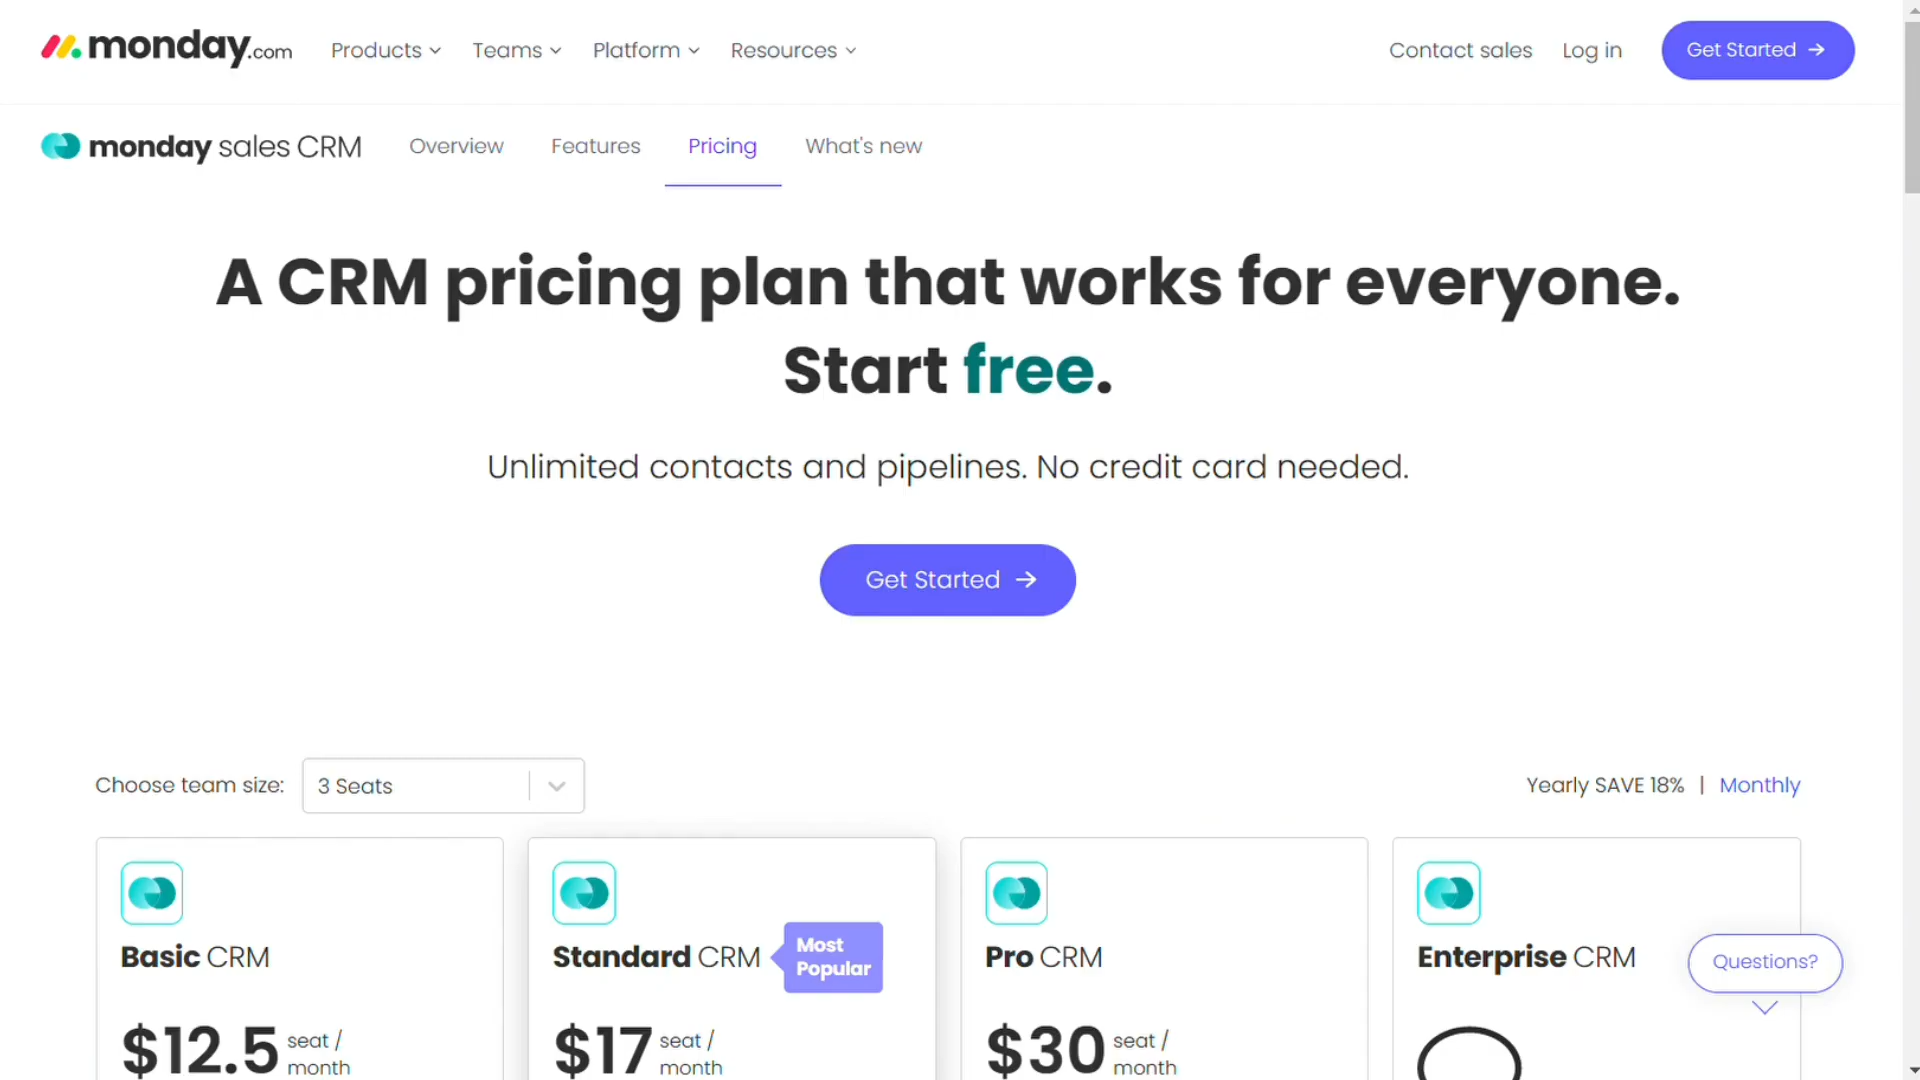 monday.com
Products Teams Platform Resources Contact sales Log in Get Started
monday sales CRM Overview Features Pricing What's new
A CRM pricing plan that works for everyone.
Start free.
Unlimited contacts and pipelines. No credit card needed.
Get Started
Choose team size: 3 Seats Yearly SAVE 18% | Monthly
Basic CRM
$12.5 seat /
month
Standard CRM
Most
Popular
$17 seat /
month
Pro CRM
$30 seat /
month
Enterprise CRM
Questions?